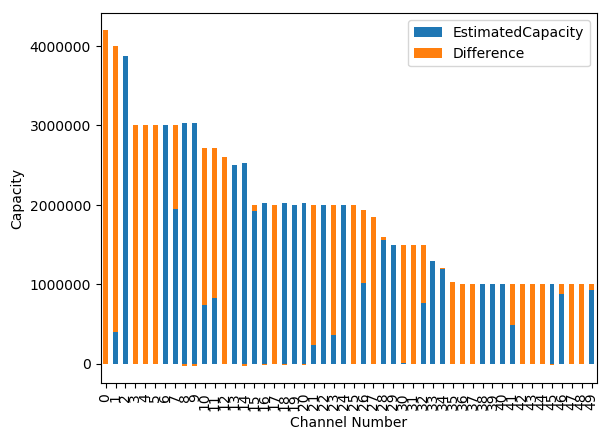 EstimatedCapacity
Difference
4000000
3000000
2000000
1000000
0
Capacity
0 1 2 3 4 5 6 7 8 9 10 11 12 13 14 15 16 17 18 19 20 21 22 23 24 25 26 27 28 29 30 31 32 33 34 35 36 37 38 39 40 41 42 43 44 45 46 47 48 49
Channel Number